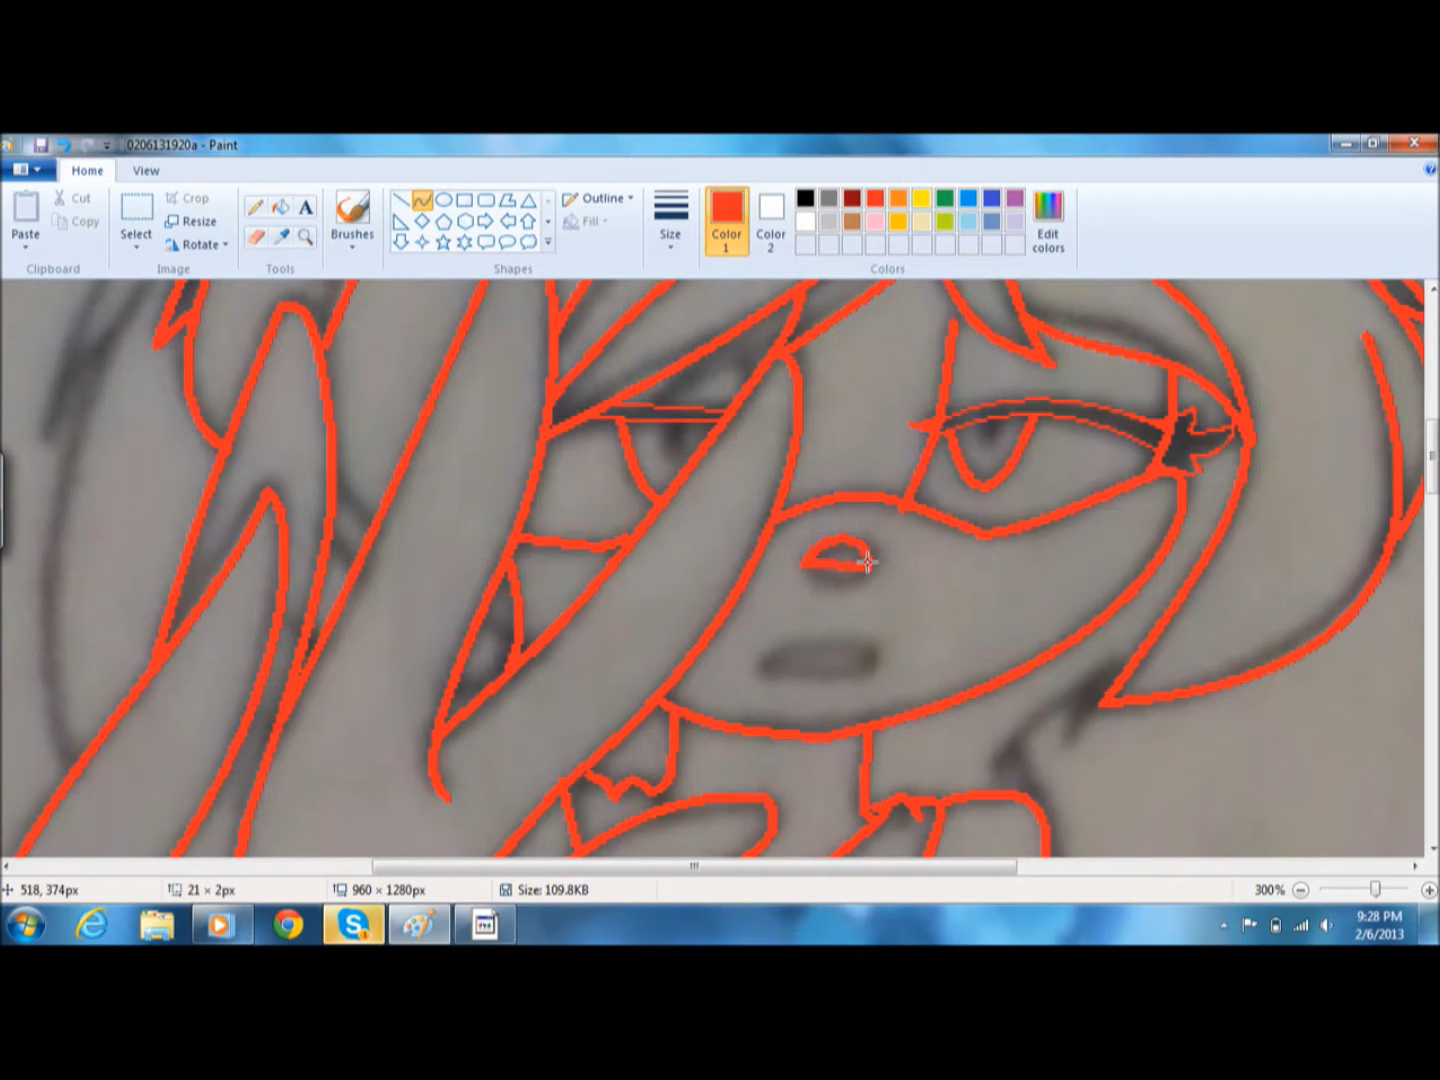 0206131920a - Paint
Home View
Cut
Copy
Paste
Clipboard
Crop
Resize
Rotate
Select
Image
A
Tools
Brushes
Shapes
Outline
Fill
Size
Color 1
Color 2
Edit colors
Colors
518, 374px
21 × 2px
960 × 1280px
Size: 109.8KB
300%
9:28 PM
2/6/2013